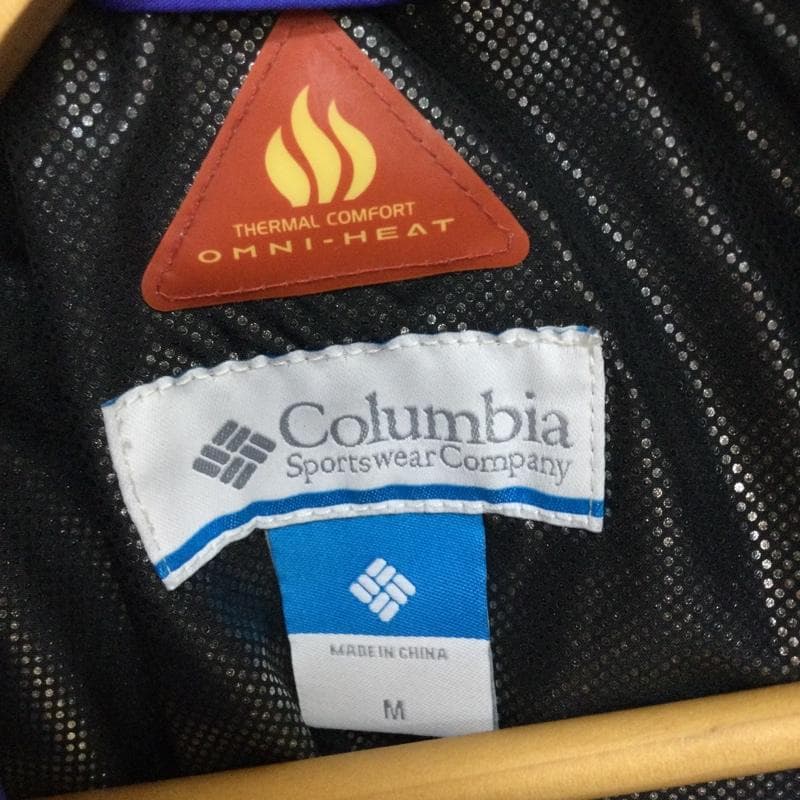 THERMAL COMFORT
OMNI-HEAT
Columbia
Sportswear Company
MADE IN CHINA
M